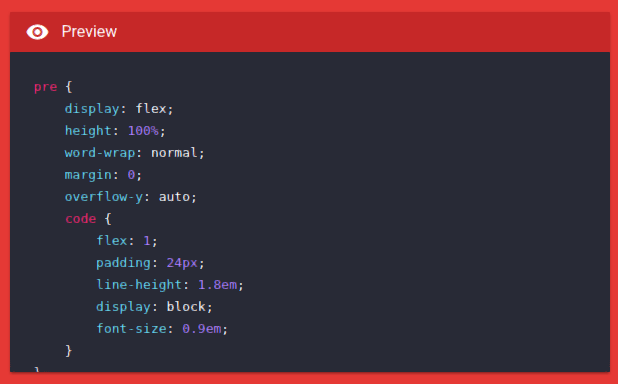 Preview
pre {
    display: flex;
    height: 100%;
    word-wrap: normal;
    margin: 0;
    overflow-y: auto;
    code {
        flex: 1;
        padding: 24px;
        line-height: 1.8em;
        display: block;
        font-size: 0.9em;
    }
}